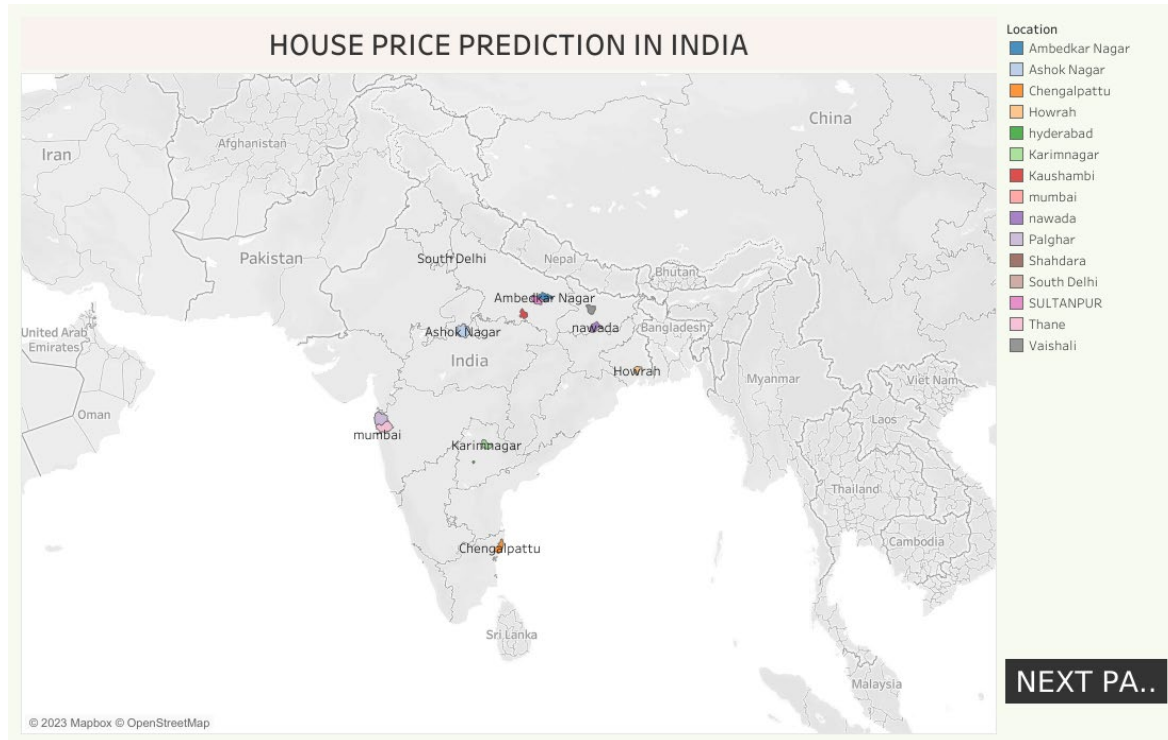 HOUSE PRICE PREDICTION IN INDIA
Location
Ambedkar Nagar
Ashok Nagar
Chengalpattu
Howrah
hyderabad
Karimnagar
Kaushambi
mumbai
nawada
Palghar
Shahdara
South Delhi
SULTANPUR
Thane
Vaishali
China
Afghanistan
Iran
Pakistan
South Delhi
Nepal
Bhutan
Ambedkar Nagar
United Arab
Emirates
Ashok Nagar
nawada
Bangladesh
India
Howrah
Myanmar
Viet Nam
Oman
Laos
mumbai
Karimnagar
Thailand
Chengalpattu
Cambodia
Sri Lanka
Malaysia
NEXT PA..
© 2023 Mapbox © OpenStreetMap